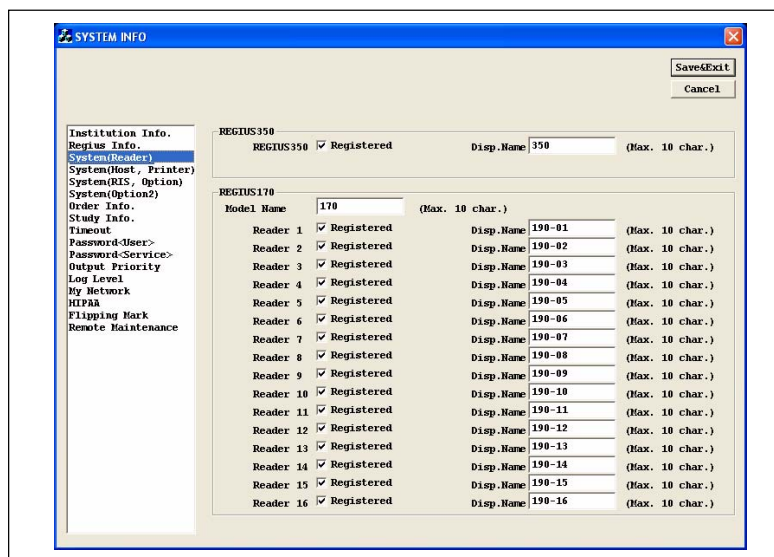 SYSTEM INFO
Save&Exit
Cancel
Institution Info.
Regius Info.
System(Reader)
System(Host, Printer)
System(RIS, Option)
System(Option2)
Order Info.
Study Info.
Timeout
Password<User>
Password<Service>
Output Priority
Log Level
My Network
HIPAA
Flipping Mark
Remote Maintenance
REGIUS350
REGIUS350 Registered Disp.Name 350 (Max. 10 char.)
REGIUS170
Model Name 170 (Max. 10 char.)
Reader 1 Registered Disp.Name 190-01 (Max. 10 char.)
Reader 2 Registered Disp.Name 190-02 (Max. 10 char.)
Reader 3 Registered Disp.Name 190-03 (Max. 10 char.)
Reader 4 Registered Disp.Name 190-04 (Max. 10 char.)
Reader 5 Registered Disp.Name 190-05 (Max. 10 char.)
Reader 6 Registered Disp.Name 190-06 (Max. 10 char.)
Reader 7 Registered Disp.Name 190-07 (Max. 10 char.)
Reader 8 Registered Disp.Name 190-08 (Max. 10 char.)
Reader 9 Registered Disp.Name 190-09 (Max. 10 char.)
Reader 10 Registered Disp.Name 190-10 (Max. 10 char.)
Reader 11 Registered Disp.Name 190-11 (Max. 10 char.)
Reader 12 Registered Disp.Name 190-12 (Max. 10 char.)
Reader 13 Registered Disp.Name 190-13 (Max. 10 char.)
Reader 14 Registered Disp.Name 190-14 (Max. 10 char.)
Reader 15 Registered Disp.Name 190-15 (Max. 10 char.)
Reader 16 Registered Disp.Name 190-16 (Max. 10 char.)